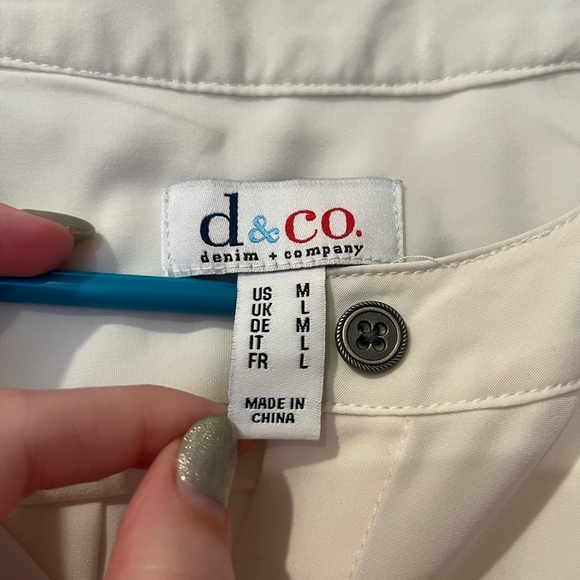 d&co.
denim + company
US M
UK L
DE M
IT L
FR L
MADE IN
CHINA